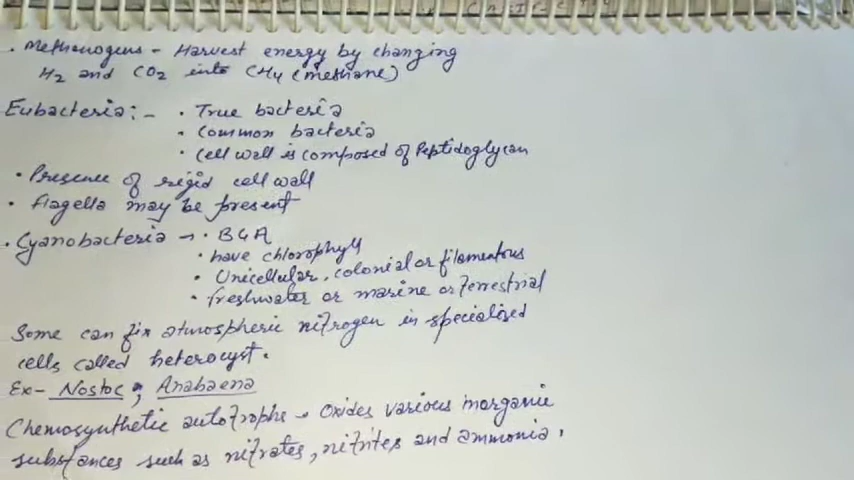 • Methanogens - Harvest energy by changing
H2 and CO2 into CH4 (methane)
Eubacteria :- • True bacteria
• Common bacteria
• Cell wall is composed of Peptidoglycan
• Presence of rigid cell wall
• flagella may be present
• Cyanobacteria → • BGA
• have chlorophyll
• Unicellular, colonial or filamentous
• freshwater or marine or terrestrial
Some can fix atmospheric nitrogen in specialised
cells called heterocyst.
Ex- Nostoc, Anabaena
Chemosynthetic autotrophs → Oxides various inorganic
substances such as nitrates, nitrites and ammonia.